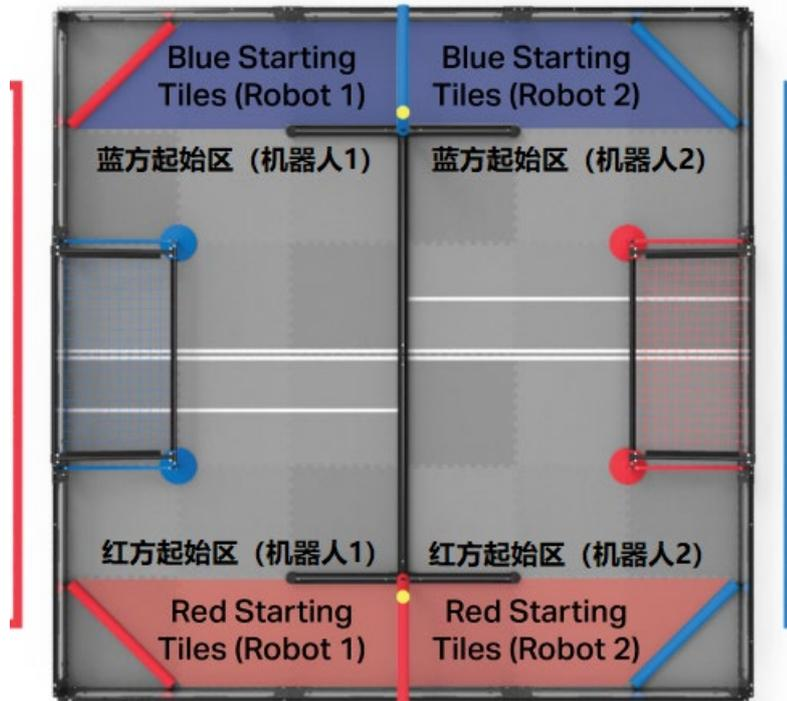 Blue Starting
Tiles (Robot 1)
Blue Starting
Tiles (Robot 2)
蓝方起始区（机器人1）
蓝方起始区（机器人2）
红方起始区（机器人1）
红方起始区（机器人2）
Red Starting
Tiles (Robot 1)
Red Starting
Tiles (Robot 2)